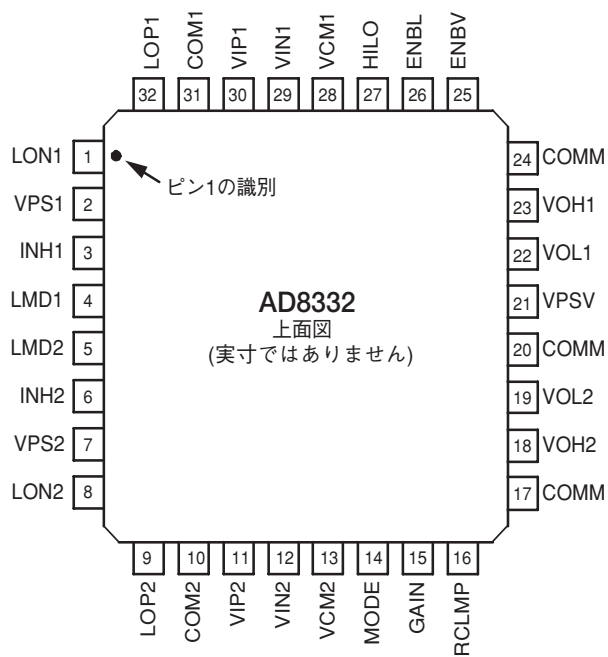 LOP1
COM1
VIP1
VIN1
VCM1
HILO
ENBL
ENBV
32
31
30
29
28
27
26
25
LON1 1
VPS1 2
INH1 3
LMD1 4
LMD2 5
INH2 6
VPS2 7
LON2 8
ピン1の識別
AD8332
上面図
(実寸ではありません)
24 COMM
23 VOH1
22 VOL1
21 VPSV
20 COMM
19 VOL2
18 VOH2
17 COMM
9
10
11
12
13
14
15
16
LOP2
COM2
VIP2
VIN2
VCM2
MODE
GAIN
RCLMP